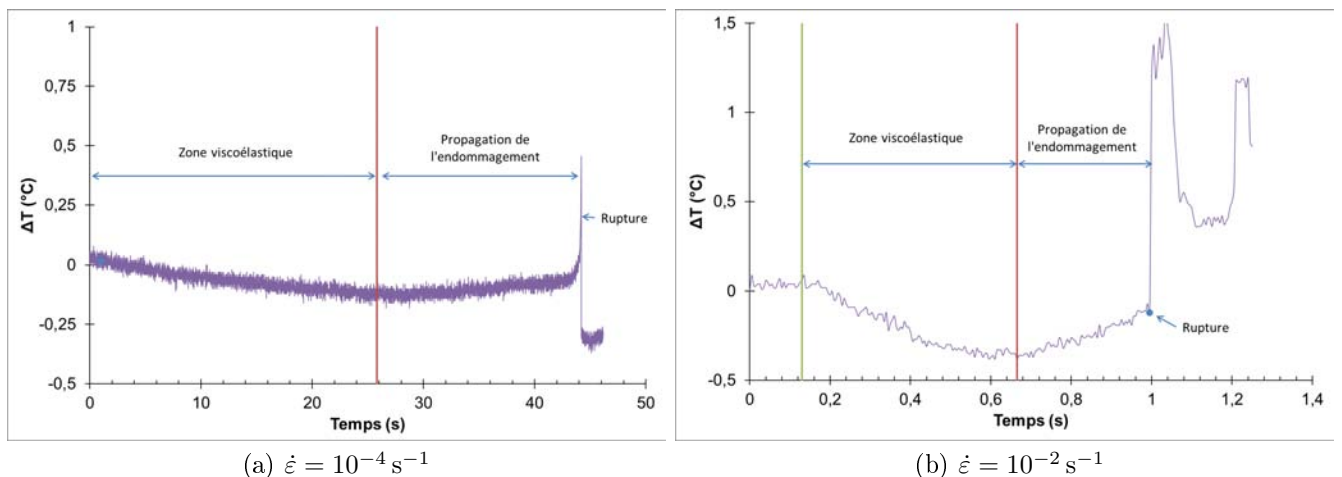 1
0,75
0,5
0,25
0
-0,25
-0,5
ΔT (°C)
Zone viscoélastique
Propagation de
l'endommagement
Rupture
0 10 20 30 40 50
Temps (s)
(a) ε̇ = 10⁻⁴ s⁻¹
1,5
1
0,5
0
-0,5
ΔT (°C)
Zone viscoélastique
Propagation de
l'endommagement
Rupture
0 0,2 0,4 0,6 0,8 1 1,2 1,4
Temps (s)
(b) ε̇ = 10⁻² s⁻¹